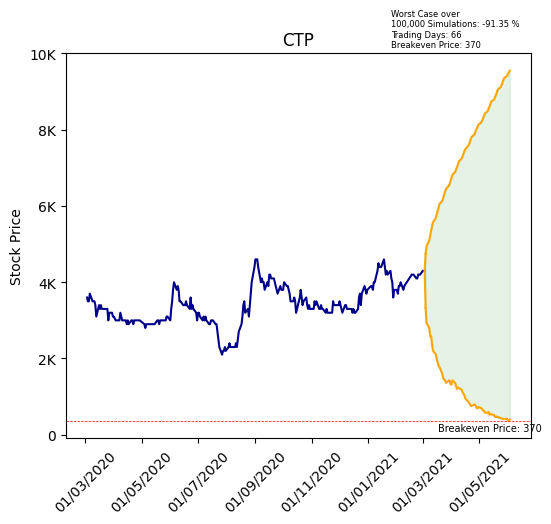 Worst Case over
100,000 Simulations: -91.35 %
Trading Days: 66
Breakeven Price: 370
CTP
Stock Price
10K
8K
6K
4K
2K
0
Breakeven Price: 370
01/03/2020
01/05/2020
01/07/2020
01/09/2020
01/11/2020
01/01/2021
01/03/2021
01/05/2021